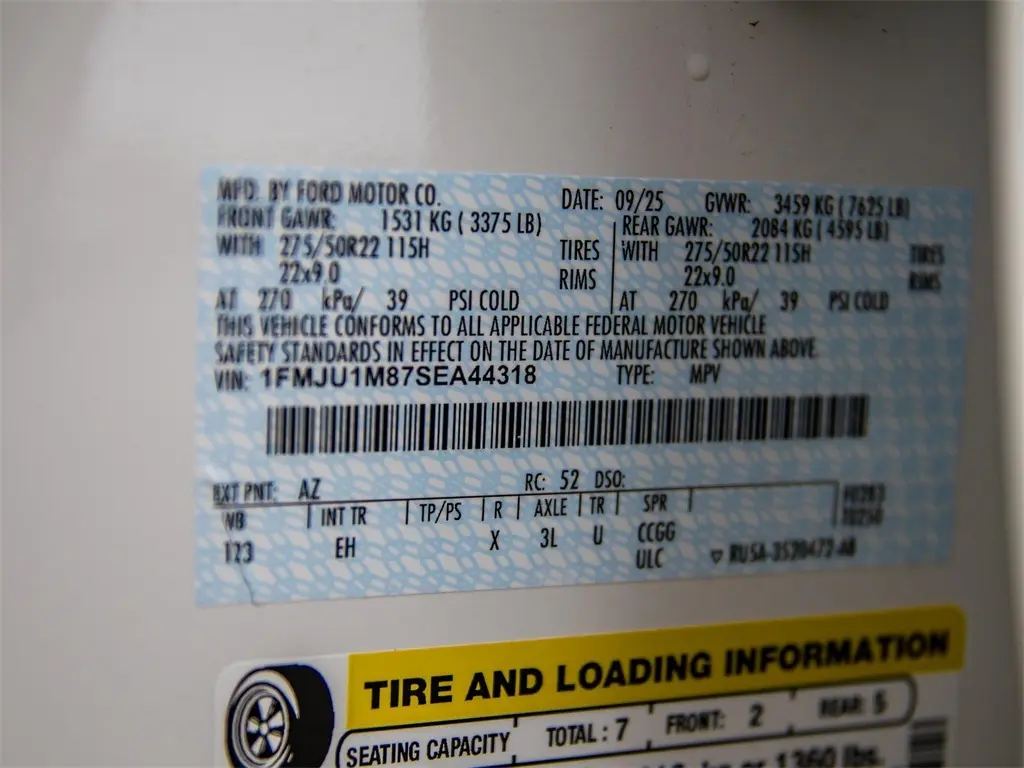 MFD. BY FORD MOTOR CO. DATE: 09/25 GVWR: 3459 KG ( 7625 LB)
FRONT GAWR: 1531 KG ( 3375 LB) REAR GAWR: 2084 KG ( 4595 LB)
WITH 275/50R22 115H TIRES WITH 275/50R22 115H TIRES
22x9.0 RIMS 22x9.0 RIMS
AT 270 kPa/ 39 PSI COLD AT 270 kPa/ 39 PSI COLD
THIS VEHICLE CONFORMS TO ALL APPLICABLE FEDERAL MOTOR VEHICLE
SAFETY STANDARDS IN EFFECT ON THE DATE OF MANUFACTURE SHOWN ABOVE.
VIN: 1FMJU1M87SEA44318 TYPE: MPV
EXT PNT: AZ RC: 52 DSO:
WB INT TR TP/PS R AXLE TR SPR
123 EH X 3L U CCGG
ULC
TIRE AND LOADING INFORMATION
SEATING CAPACITY TOTAL : 7 FRONT: 2 REAR: 5
or 1360 lbs.